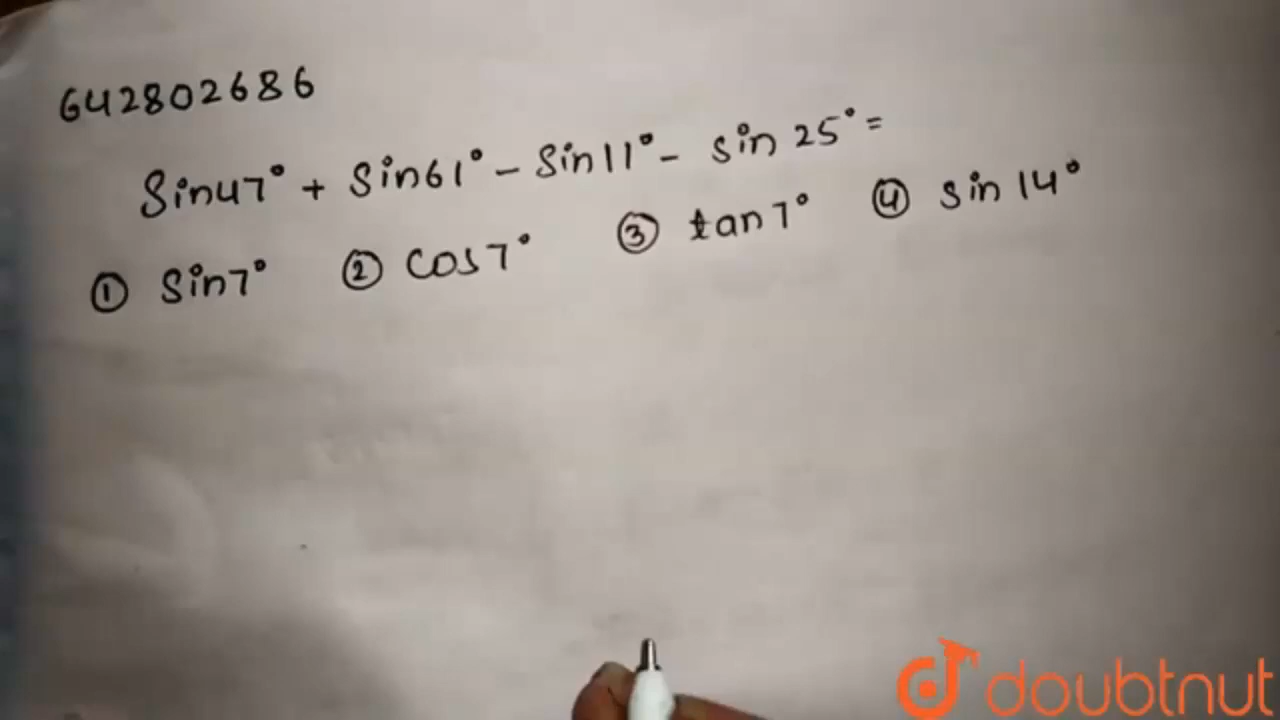 642802686
Sin47° + Sin61° - Sin11° - Sin 25° =
① Sin7° ② Cos7° ③ tan7° ④ Sin 14°
doubtnut